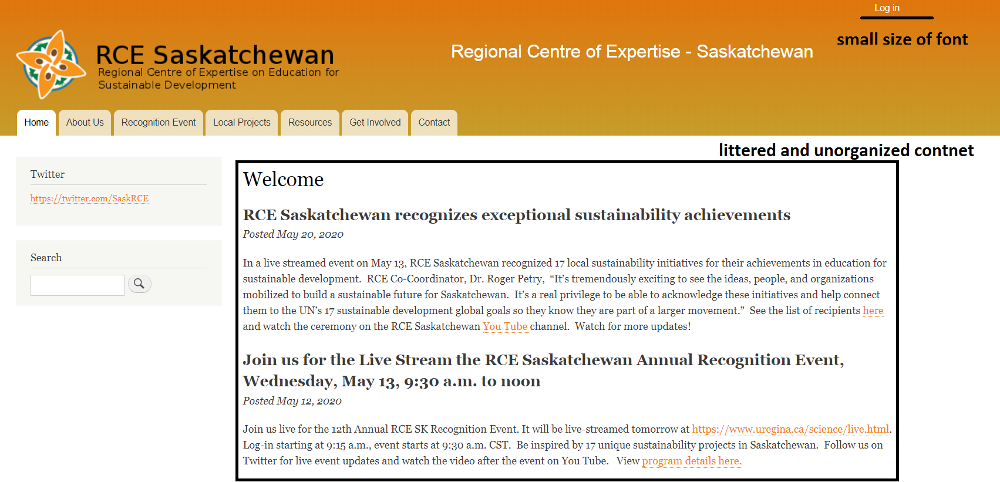 Log in
small size of font
RCE Saskatchewan
Regional Centre of Expertise on Education for
Sustainable Development
Regional Centre of Expertise - Saskatchewan
Home About Us Recognition Event Local Projects Resources Get Involved Contact
littered and unorganized contnet
Twitter
https://twitter.com/SaskRCE
Search
Welcome
RCE Saskatchewan recognizes exceptional sustainability achievements
Posted May 20, 2020
In a live streamed event on May 13, RCE Saskatchewan recognized 17 local sustainability initiatives for their achievements in education for
sustainable development.  RCE Co-Coordinator, Dr. Roger Petry,  “It’s tremendously exciting to see the ideas, people, and organizations
mobilized to build a sustainable future for Saskatchewan.  It’s a real privilege to be able to acknowledge these initiatives and help connect
them to the UN’s 17 sustainable development global goals so they know they are part of a larger movement.”  See the list of recipients here
and watch the ceremony on the RCE Saskatchewan You Tube channel.  Watch for more updates!
Join us for the Live Stream the RCE Saskatchewan Annual Recognition Event,
Wednesday, May 13, 9:30 a.m. to noon
Posted May 12, 2020
Join us live for the 12th Annual RCE SK Recognition Event. It will be live-streamed tomorrow at https://www.uregina.ca/science/live.html.
Log-in starting at 9:15 a.m., event starts at 9:30 a.m. CST.  Be inspired by 17 unique sustainability projects in Saskatchewan.  Follow us on
Twitter for live event updates and watch the video after the event on You Tube.   View program details here.